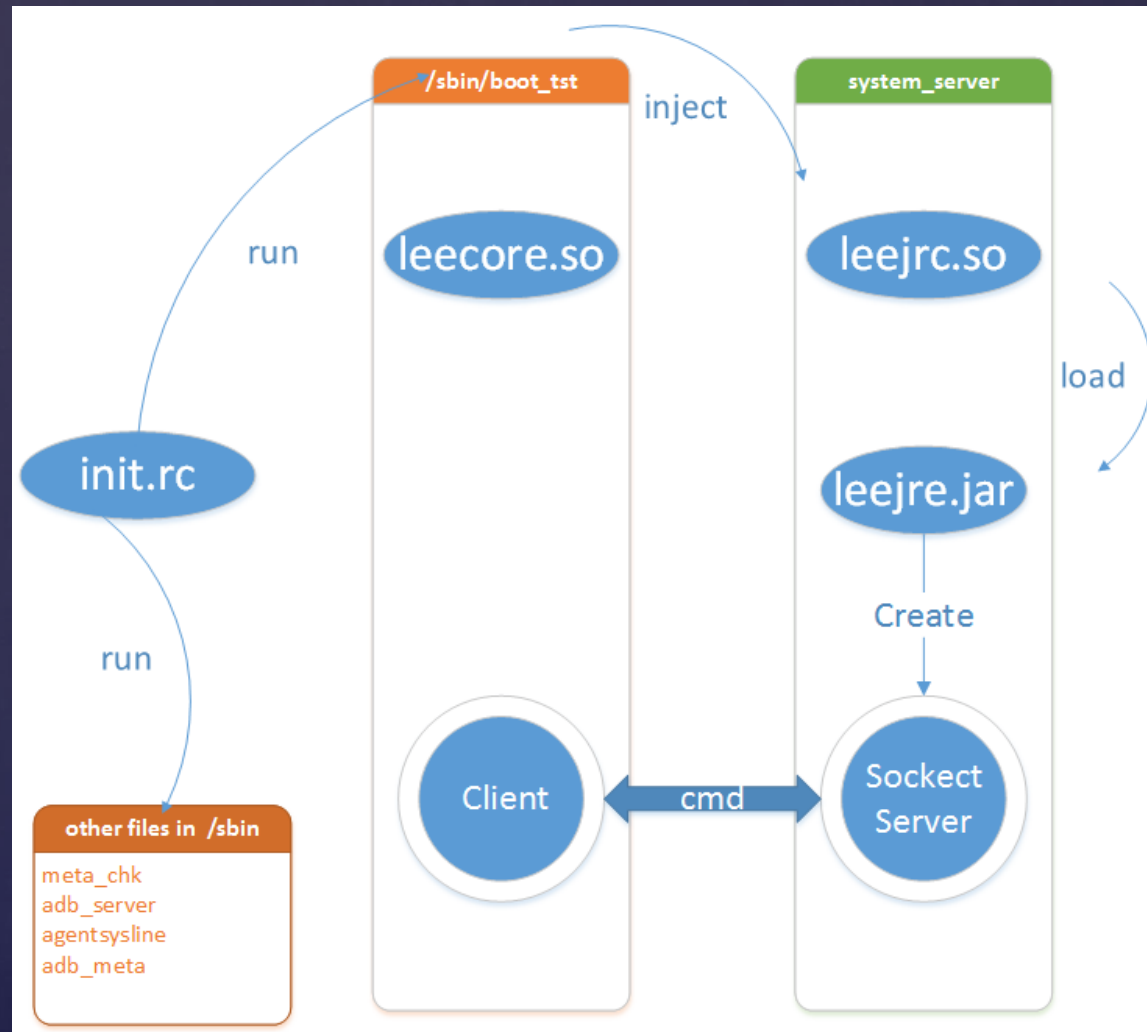 /sbin/boot_tst
system_server
inject
run
leecore.so
leejrc.so
load
init.rc
leejre.jar
Create
run
Client
cmd
Sockect
Server
other files in /sbin
meta_chk
adb_server
agentsysline
adb_meta